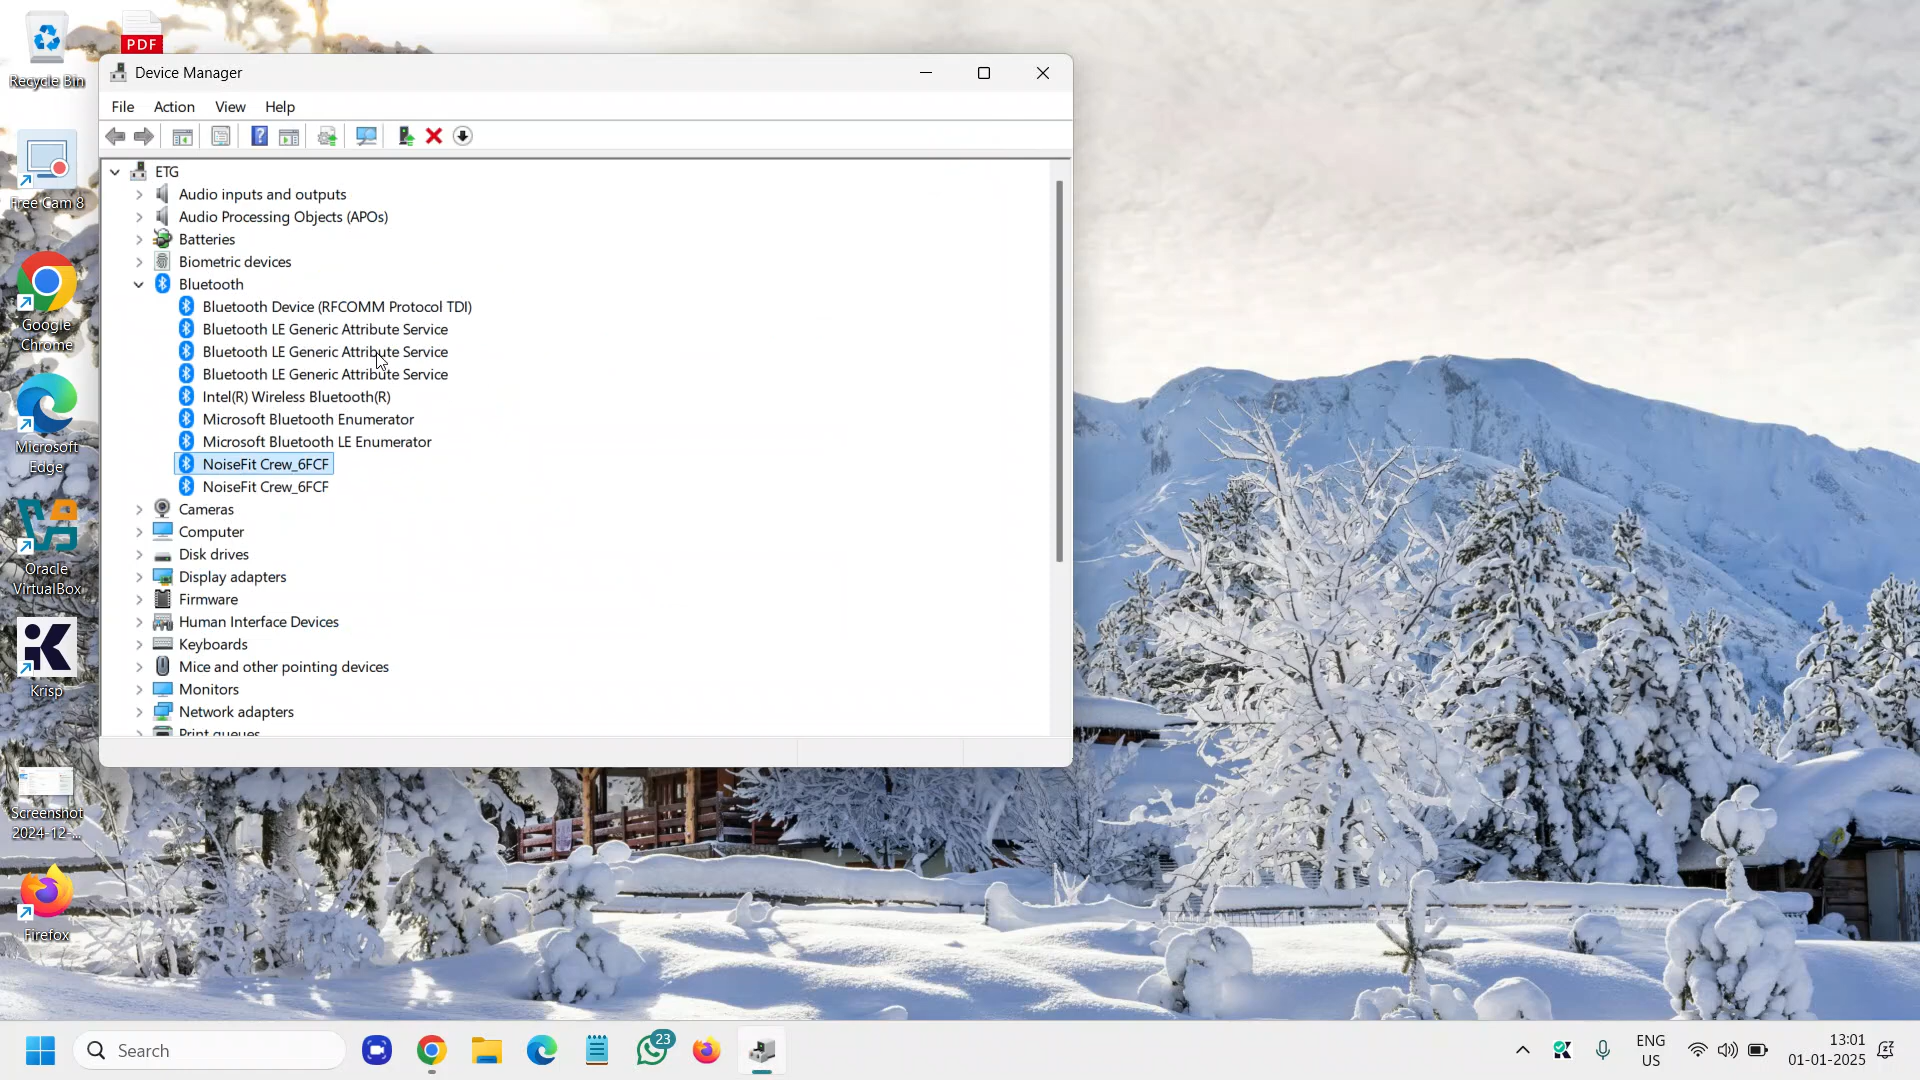 Recycle Bin
PDF
Free Cam 8
Google
Chrome
Microsoft
Edge
Oracle
VirtualBox
Krisp
Screenshot
2024-12-...
Firefox
Device Manager
File Action View Help
ETG
Audio inputs and outputs
Audio Processing Objects (APOs)
Batteries
Biometric devices
Bluetooth
Bluetooth Device (RFCOMM Protocol TDI)
Bluetooth LE Generic Attribute Service
Bluetooth LE Generic Attribute Service
Bluetooth LE Generic Attribute Service
Intel(R) Wireless Bluetooth(R)
Microsoft Bluetooth Enumerator
Microsoft Bluetooth LE Enumerator
NoiseFit Crew_6FCF
NoiseFit Crew_6FCF
Cameras
Computer
Disk drives
Display adapters
Firmware
Human Interface Devices
Keyboards
Mice and other pointing devices
Monitors
Network adapters
Print queues
Search
23
ENG
US
13:01
01-01-2025